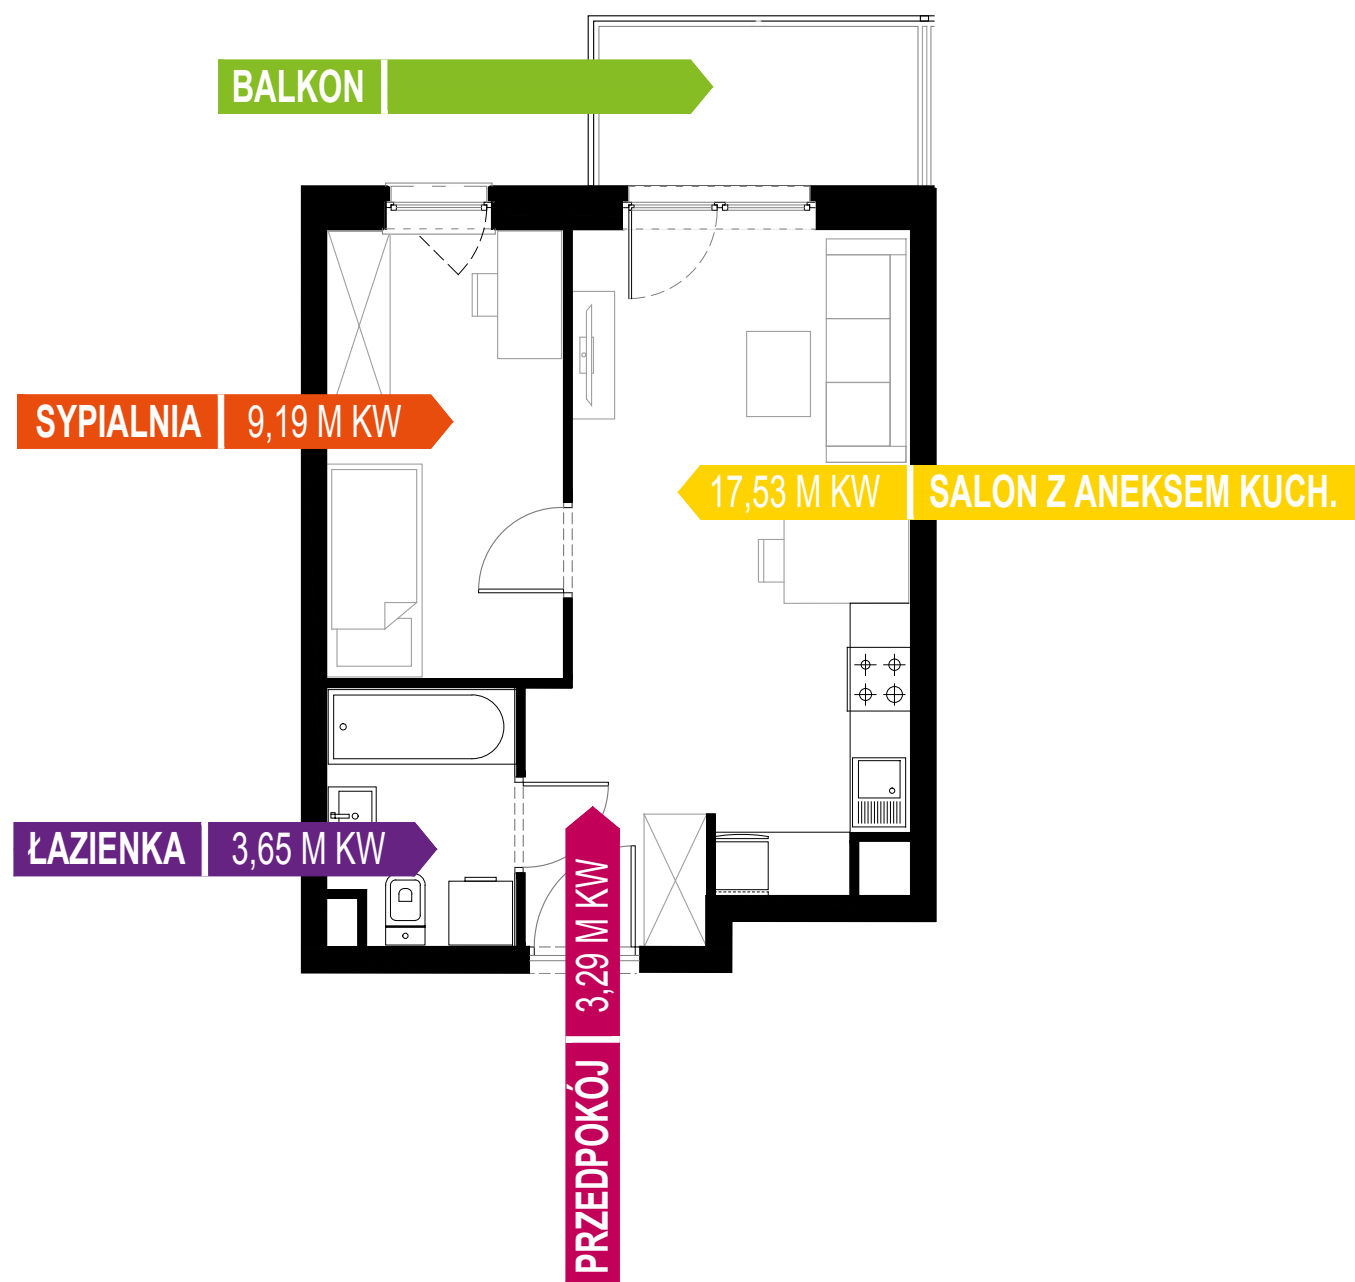 BALKON
SYPIALNIA 9,19 M KW
17,53 M KW SALON Z ANEKSEM KUCH.
ŁAZIENKA 3,65 M KW
PRZEDPOKÓJ 3,29 M KW